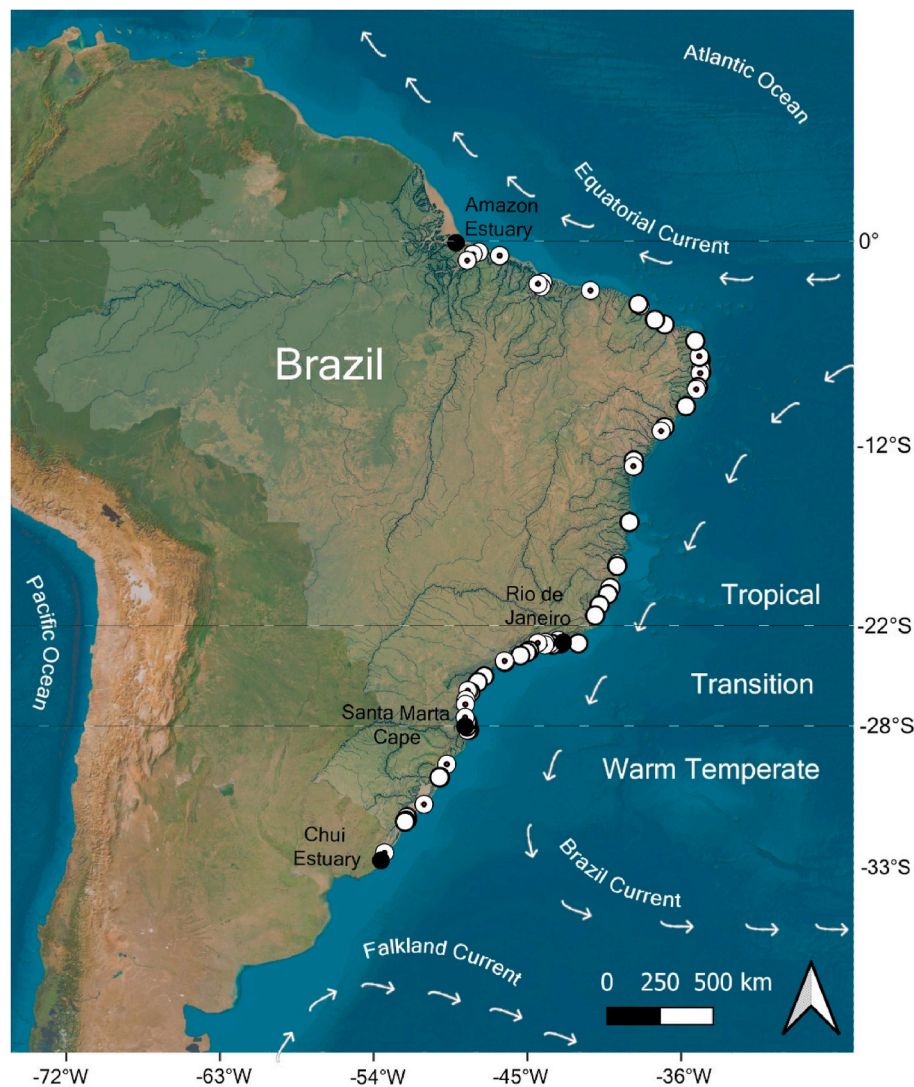 Atlantic Ocean
Equatorial Current
Amazon
Estuary
0°
Brazil
-12°S
Pacific Ocean
Rio de
Janeiro
Tropical
-22°S
Transition
Santa Marta
Cape
-28°S
Warm Temperate
Chui
Estuary
Brazil Current
-33°S
Falkland Current
0 250 500 km
-72°W -63°W -54°W -45°W -36°W